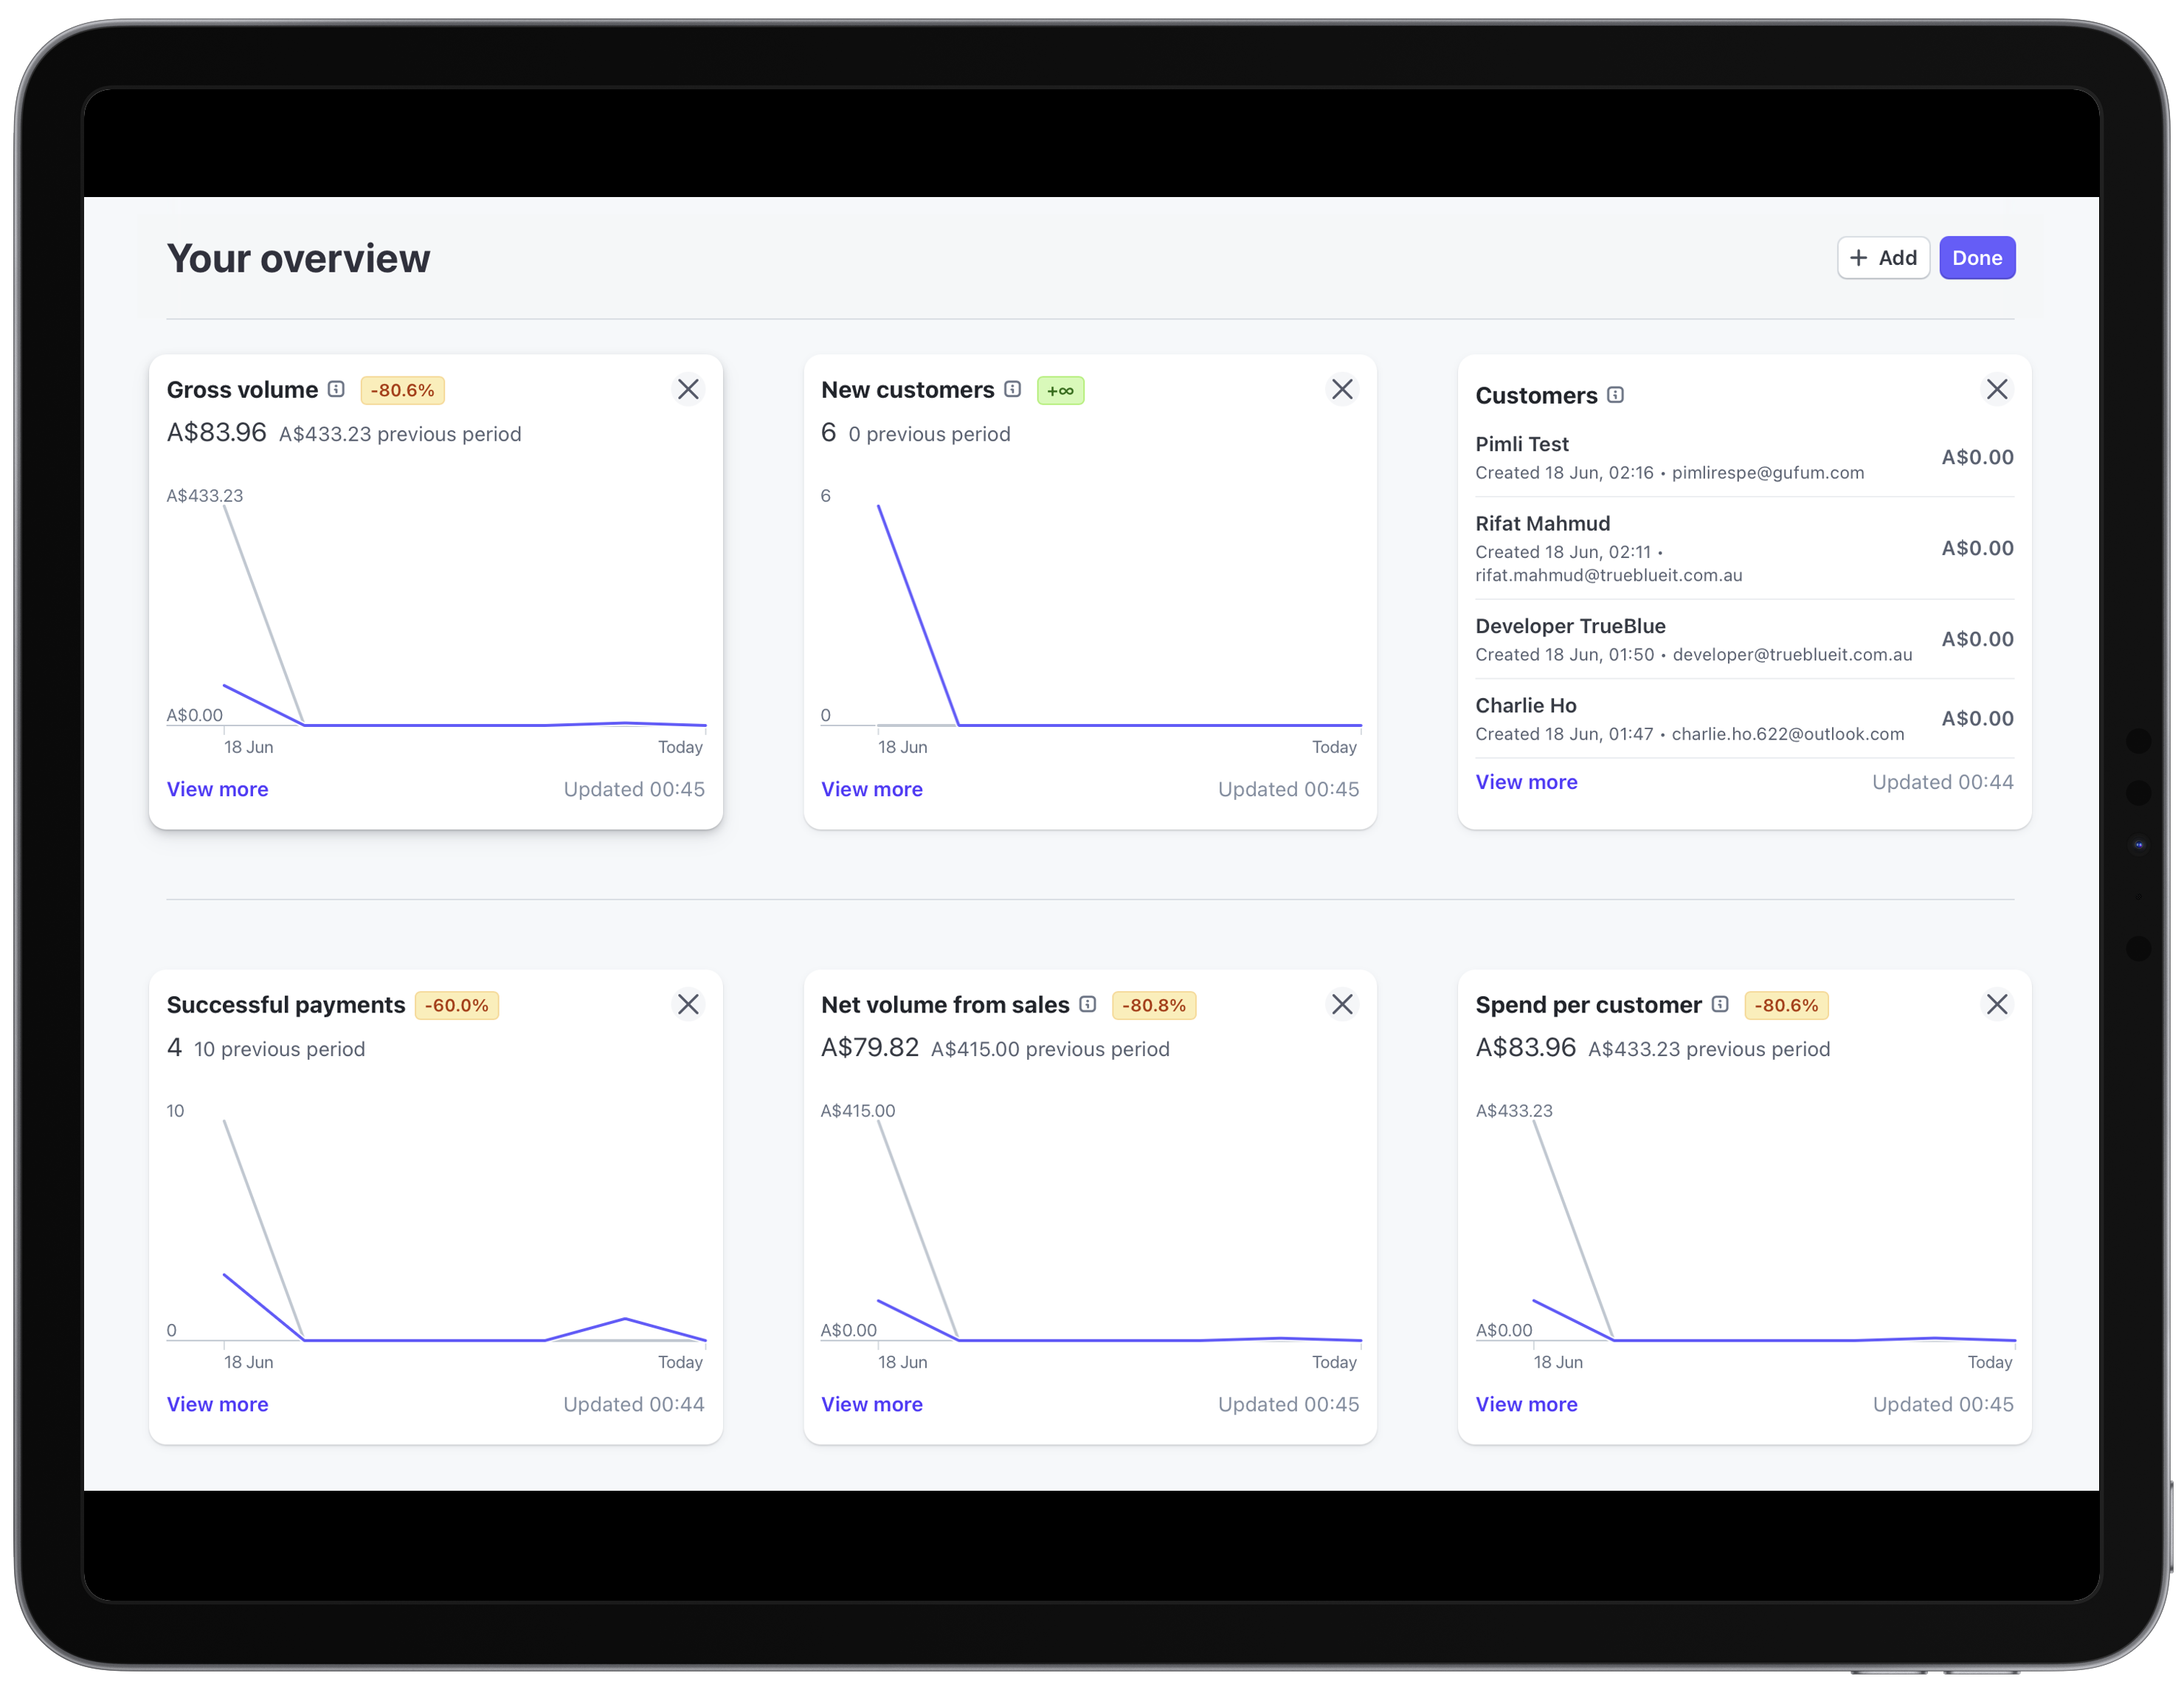 Your overview
+ Add
Done
Gross volume
-80.6%
A$83.96 A$433.23 previous period
A$433.23
A$0.00
18 Jun Today
View more Updated 00:45
New customers
+∞
6 0 previous period
6
0
18 Jun Today
View more Updated 00:45
Customers
Pimli Test
Created 18 Jun, 02:16 • pimlirespe@gufum.com
A$0.00
Rifat Mahmud
Created 18 Jun, 02:11 •
rifat.mahmud@trueblueit.com.au
A$0.00
Developer TrueBlue
Created 18 Jun, 01:50 • developer@trueblueit.com.au
A$0.00
Charlie Ho
Created 18 Jun, 01:47 • charlie.ho.622@outlook.com
A$0.00
View more Updated 00:44
Successful payments -60.0%
4 10 previous period
10
0
18 Jun Today
View more Updated 00:44
Net volume from sales -80.8%
A$79.82 A$415.00 previous period
A$415.00
A$0.00
18 Jun Today
View more Updated 00:45
Spend per customer -80.6%
A$83.96 A$433.23 previous period
A$433.23
A$0.00
18 Jun Today
View more Updated 00:45